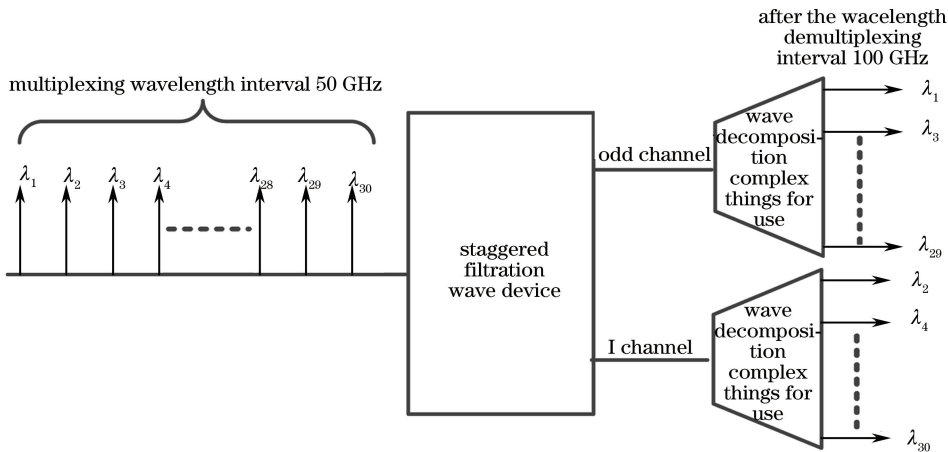 after the wacelength
demultiplexing
interval 100 GHz
multiplexing wavelength interval 50 GHz
λ1
λ2
λ3
λ4
λ28
λ29
λ30
staggered
filtration
wave device
odd channel
wave
decomposi-
tion
complex
things for
use
λ1
λ3
λ29
I channel
wave
decomposi-
tion
complex
things for
use
λ2
λ4
λ30